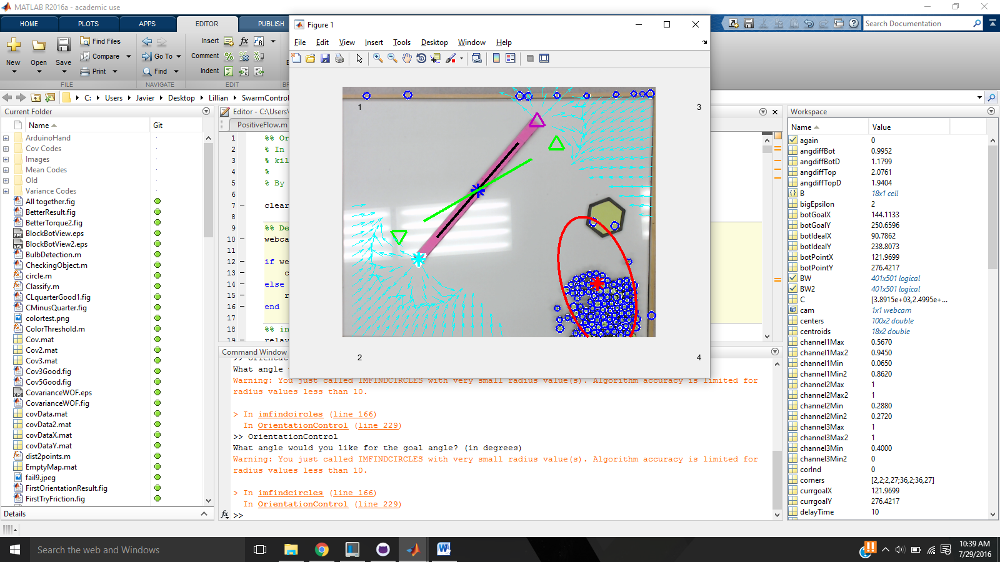 MATLAB R2016a - academic use
HOME PLOTS APPS EDITOR PUBLISH
Search Documentation
New Open Save
Find Files
Compare
Print
Go To
Find
Insert fx
Comment
Indent
FILE NAVIGATE EDIT
C: Users Javier Desktop Lillian SwarmControl
Figure 1
File Edit View Insert Tools Desktop Window Help
1
3
2
4
Current Folder
Name Git
ArduinoHand
Cov Codes
Images
Mean Codes
Old
Variance Codes
All together.fig
BetterResult.fig
BetterTorque2.fig
BlockBotView.eps
BlockBotView2.eps
BulbDetection.m
CheckingObject.m
circle.m
Classify.m
CLquarterGood1.fig
CMinusQuarter.fig
colortest.png
ColorThreshold.m
Cov.mat
Cov2.mat
Cov3.mat
Cov3Good.fig
Cov5Good.fig
CovarianceWOF.eps
CovarianceWOF.fig
covData.mat
covData2.mat
covDataX.mat
covDataY.mat
dist2points.m
EmptyMap.mat
fail9.jpeg
FirstOrientationResult.fig
FirstTryFriction.fig
Details
Editor - C:\Users\
PositiveFlow.m
1 %% Or
2 % In
3 % kil
4 %
5 % By
6
7 clear
8
9 %% De
10 webca
11
12 if we
13 c
14 else
15 r
16 end
17
18 %% in
19 relay
Command Window
>> Orientat
What angle
Warning: You just called IMFINDCIRCLES with very small radius value(s). Algorithm accuracy is limited for
radius values less than 10.
> In imfindcircles (line 166)
In OrientationControl (line 229)
>> OrientationControl
What angle would you like for the goal angle? (in degrees)
Warning: You just called IMFINDCIRCLES with very small radius value(s). Algorithm accuracy is limited for
radius values less than 10.
> In imfindcircles (line 166)
In OrientationControl (line 229)
fx >>
Workspace
Name Value
again 0
angdiffBot 0.9952
angdiffBotD 1.1799
angdiffTop 2.0761
angdiffTopD 1.9404
B 18x1 cell
bigEpsilon 2
botGoalX 144.1133
botGoalY 250.6596
botIdealX 90.7862
botIdealY 238.8073
botPointX 121.9699
botPointY 276.4217
BW 401x501 logical
BW2 401x501 logical
C [3.8915e+03,2.4995e+...
cam 1x1 webcam
centers 100x2 double
centroids 18x2 double
channel1Max 0.5670
channel1Max2 0.9450
channel1Min 0.0650
channel1Min2 0.8620
channel2Max 1
channel2Max2 1
channel2Min 0.2880
channel2Min2 0.2720
channel3Max 1
channel3Max2 1
channel3Min 0.4000
channel3Min2 0
corInd 0
corners [2,2;2,27;36,2;36,27]
currgoalX 121.9699
currgoalY 276.4217
delayTime 10
Search the web and Windows
10:39 AM
7/29/2016